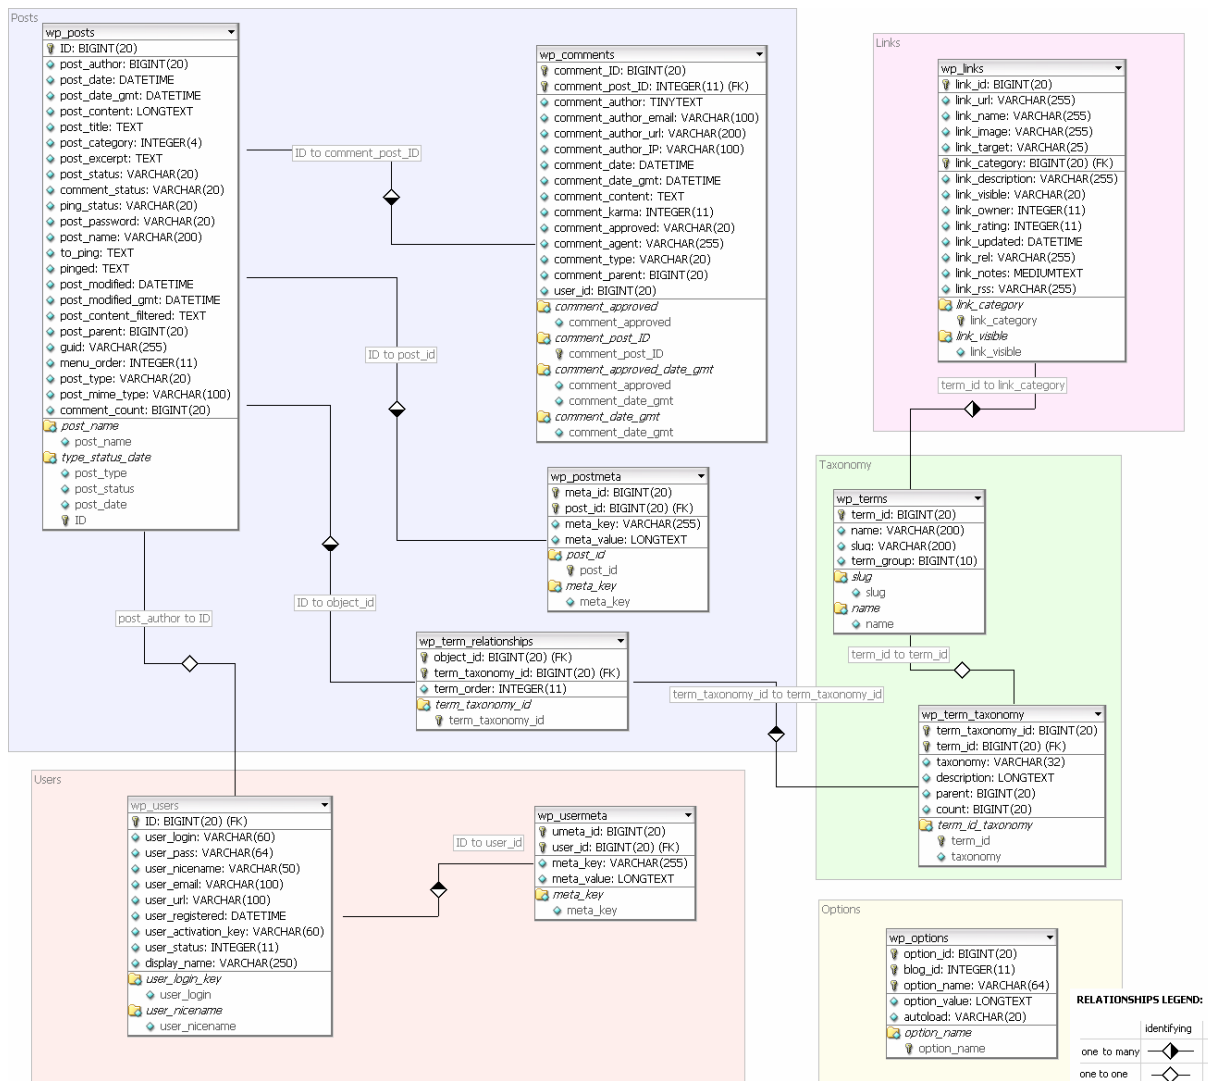 Posts
wp_posts
ID: BIGINT(20)
post_author: BIGINT(20)
post_date: DATETIME
post_date_gmt: DATETIME
post_content: LONGTEXT
post_title: TEXT
post_category: INTEGER(4)
post_excerpt: TEXT
post_status: VARCHAR(20)
comment_status: VARCHAR(20)
ping_status: VARCHAR(20)
post_password: VARCHAR(20)
post_name: VARCHAR(200)
to_ping: TEXT
pinged: TEXT
post_modified: DATETIME
post_modified_gmt: DATETIME
post_content_filtered: TEXT
post_parent: BIGINT(20)
guid: VARCHAR(255)
menu_order: INTEGER(11)
post_type: VARCHAR(20)
post_mime_type: VARCHAR(100)
comment_count: BIGINT(20)
post_name
post_name
type_status_date
post_type
post_status
post_date
ID
ID to comment_post_ID
ID to post_id
ID to object_id
post_author to ID
wp_comments
comment_ID: BIGINT(20)
comment_post_ID: INTEGER(11) (FK)
comment_author: TINYTEXT
comment_author_email: VARCHAR(100)
comment_author_url: VARCHAR(200)
comment_author_IP: VARCHAR(100)
comment_date: DATETIME
comment_date_gmt: DATETIME
comment_content: TEXT
comment_karma: INTEGER(11)
comment_approved: VARCHAR(20)
comment_agent: VARCHAR(255)
comment_type: VARCHAR(20)
comment_parent: BIGINT(20)
user_id: BIGINT(20)
comment_approved
comment_approved
comment_post_ID
comment_post_ID
comment_approved_date_gmt
comment_approved
comment_date_gmt
comment_date_gmt
comment_date_gmt
wp_postmeta
meta_id: BIGINT(20)
post_id: BIGINT(20) (FK)
meta_key: VARCHAR(255)
meta_value: LONGTEXT
post_id
post_id
meta_key
meta_key
wp_term_relationships
object_id: BIGINT(20) (FK)
term_taxonomy_id: BIGINT(20) (FK)
term_order: INTEGER(11)
term_taxonomy_id
term_taxonomy_id
term_taxonomy_id to term_taxonomy_id
Links
wp_links
link_id: BIGINT(20)
link_url: VARCHAR(255)
link_name: VARCHAR(255)
link_image: VARCHAR(255)
link_target: VARCHAR(25)
link_category: BIGINT(20) (FK)
link_description: VARCHAR(255)
link_visible: VARCHAR(20)
link_owner: INTEGER(11)
link_rating: INTEGER(11)
link_updated: DATETIME
link_rel: VARCHAR(255)
link_notes: MEDIUMTEXT
link_rss: VARCHAR(255)
link_category
link_category
link_visible
link_visible
term_id to link_category
Taxonomy
wp_terms
term_id: BIGINT(20)
name: VARCHAR(200)
slug: VARCHAR(200)
term_group: BIGINT(10)
slug
slug
name
name
term_id to term_id
wp_term_taxonomy
term_taxonomy_id: BIGINT(20)
term_id: BIGINT(20) (FK)
taxonomy: VARCHAR(32)
description: LONGTEXT
parent: BIGINT(20)
count: BIGINT(20)
term_id_taxonomy
term_id
taxonomy
Users
wp_users
ID: BIGINT(20) (FK)
user_login: VARCHAR(60)
user_pass: VARCHAR(64)
user_nicename: VARCHAR(50)
user_email: VARCHAR(100)
user_url: VARCHAR(100)
user_registered: DATETIME
user_activation_key: VARCHAR(60)
user_status: INTEGER(11)
display_name: VARCHAR(250)
user_login_key
user_login
user_nicename
user_nicename
ID to user_id
wp_usermeta
umeta_id: BIGINT(20)
user_id: BIGINT(20) (FK)
meta_key: VARCHAR(255)
meta_value: LONGTEXT
meta_key
meta_key
Options
wp_options
option_id: BIGINT(20)
blog_id: INTEGER(11)
option_name: VARCHAR(64)
option_value: LONGTEXT
autoload: VARCHAR(20)
option_name
option_name
RELATIONSHIPS LEGEND:
identifying
one to many
one to one